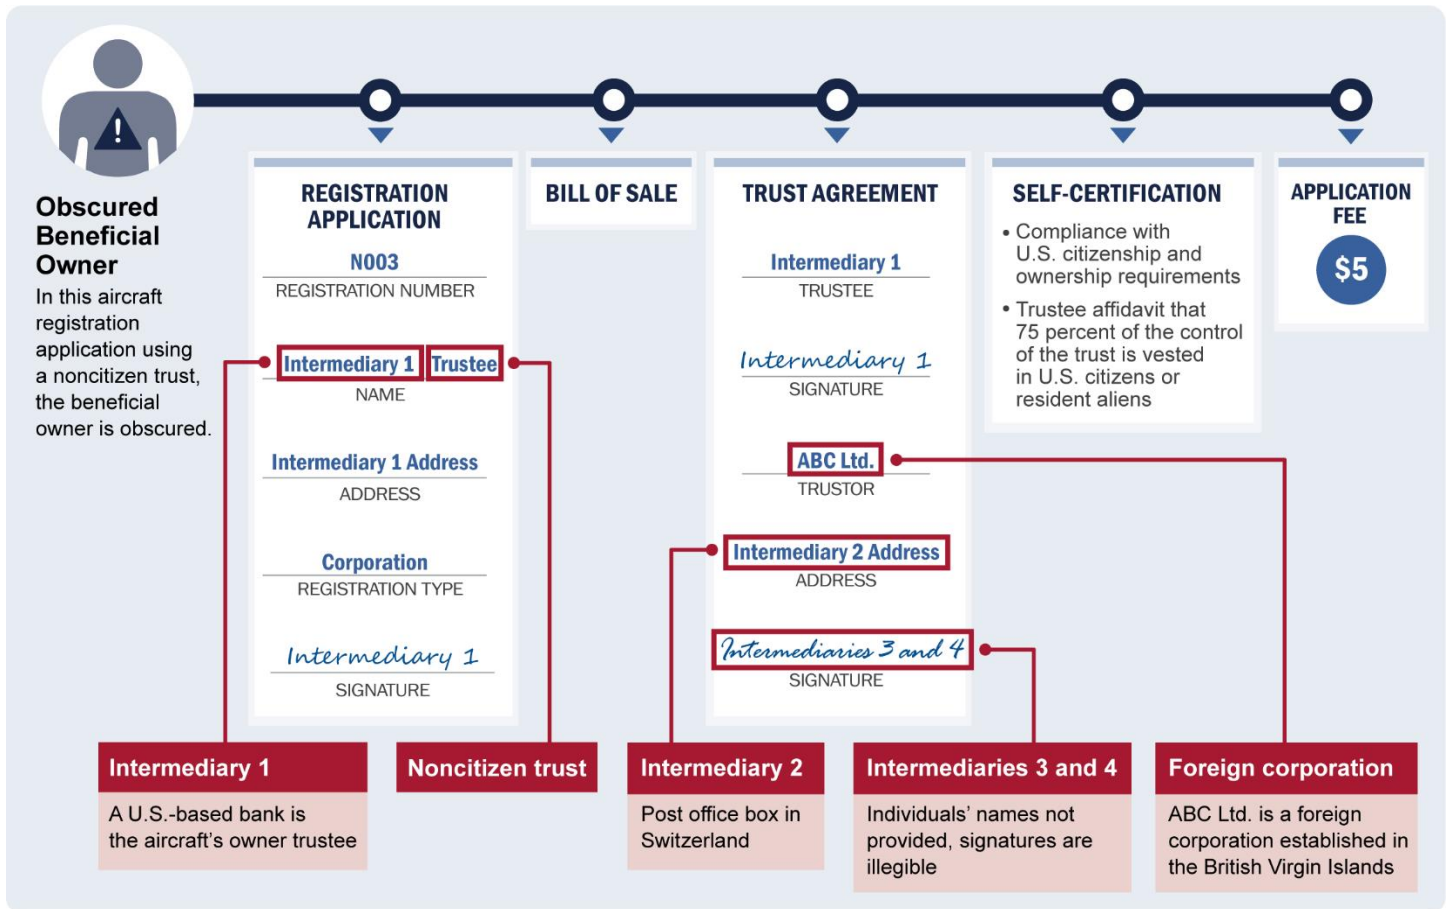 !
Obscured
Beneficial
Owner
In this aircraft
registration
application using
a noncitizen trust,
the beneficial
owner is obscured.
REGISTRATION
APPLICATION
N003
REGISTRATION NUMBER
Intermediary 1 Trustee
NAME
Intermediary 1 Address
ADDRESS
Corporation
REGISTRATION TYPE
Intermediary 1
SIGNATURE
BILL OF SALE
TRUST AGREEMENT
Intermediary 1
TRUSTEE
Intermediary 1
SIGNATURE
ABC Ltd.
TRUSTOR
Intermediary 2 Address
ADDRESS
Intermediaries 3 and 4
SIGNATURE
SELF-CERTIFICATION
• Compliance with
U.S. citizenship and
ownership requirements
• Trustee affidavit that
75 percent of the control
of the trust is vested
in U.S. citizens or
resident aliens
APPLICATION
FEE
$5
Intermediary 1
A U.S.-based bank is
the aircraft’s owner trustee
Noncitizen trust
Intermediary 2
Post office box in
Switzerland
Intermediaries 3 and 4
Individuals’ names not
provided, signatures are
illegible
Foreign corporation
ABC Ltd. is a foreign
corporation established in
the British Virgin Islands